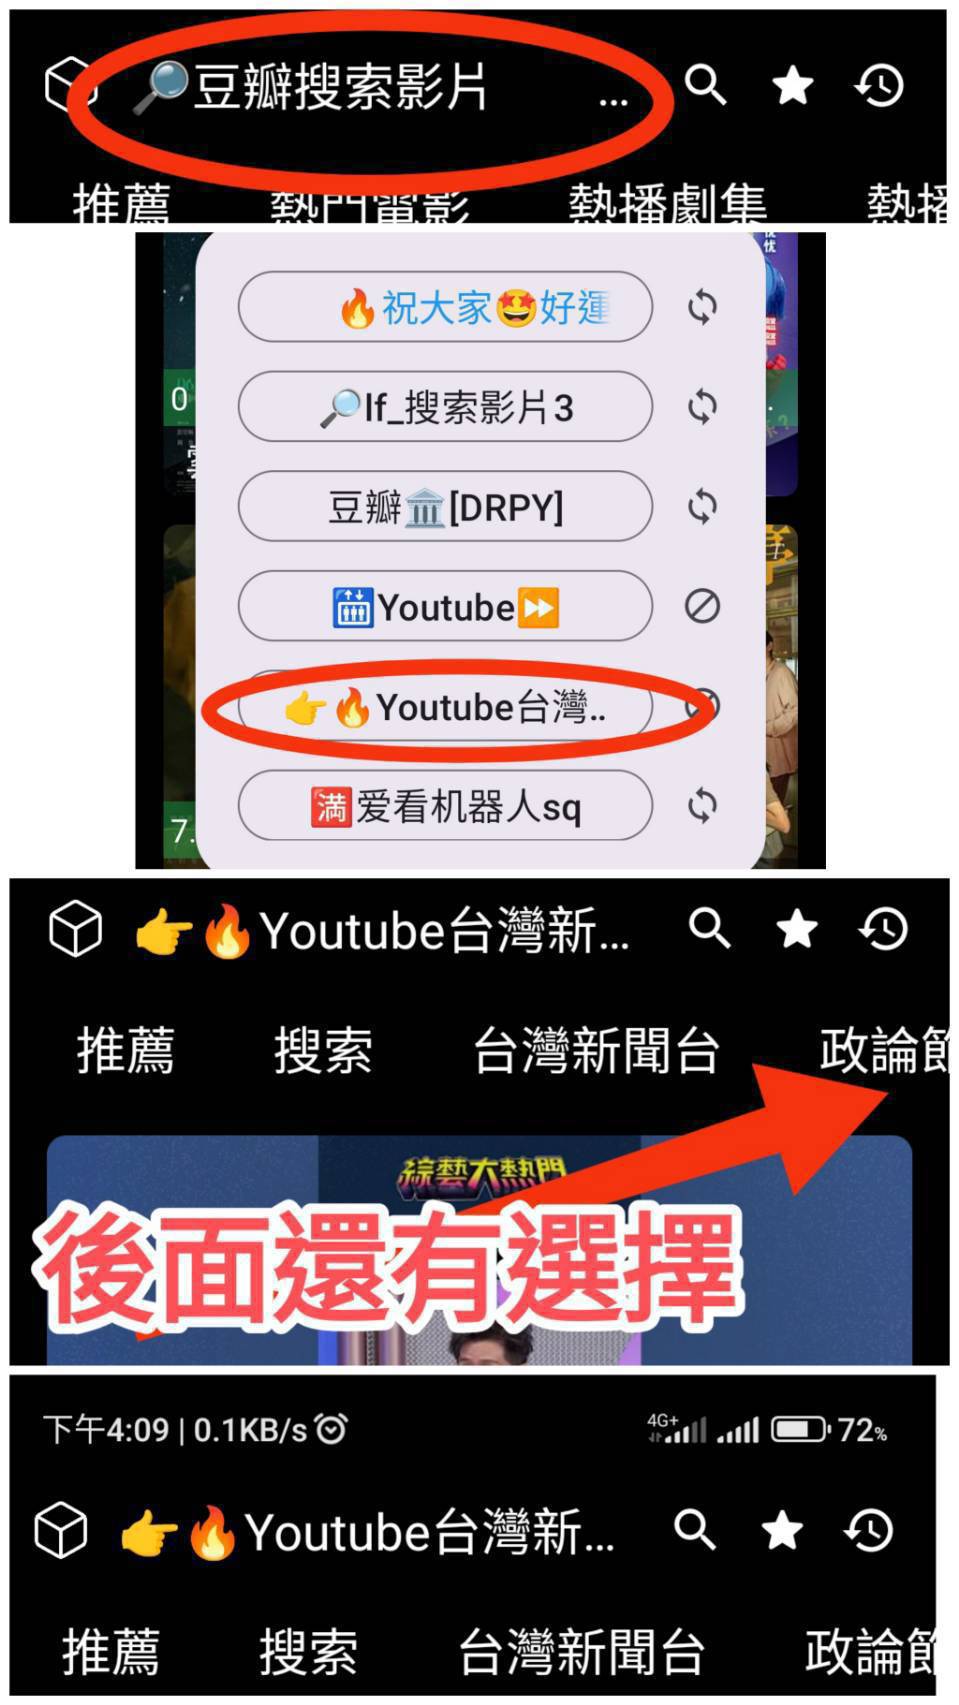 🔎豆瓣搜索影片 ...
推薦 熱門電影 熱播劇集 熱播
🔥祝大家🤩好運
🔎If_搜索影片3
豆瓣🏛️[DRPY]
🚻Youtube⏩
👉🔥Youtube台灣..
🈵爱看机器人sq
0
7.
👉🔥Youtube台灣新...
推薦 搜索 台灣新聞台 政論節
綜藝大熱門
後面還有選擇
下午4:09 | 0.1KB/s 4G+ 72%
👉🔥Youtube台灣新...
推薦 搜索 台灣新聞台 政論節